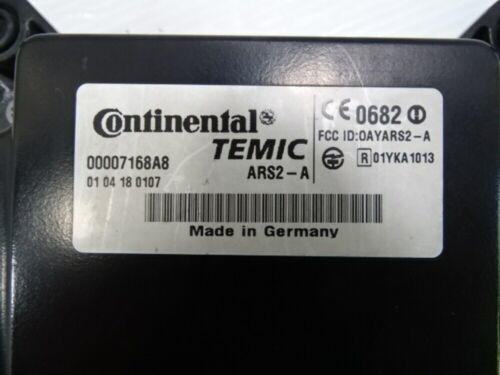 Continental
TEMIC
00007168A8
ARS2-A
01 04 18 0107
CE 0682
FCC ID:OAYARS2-A
R 01YKA1013
Made in Germany